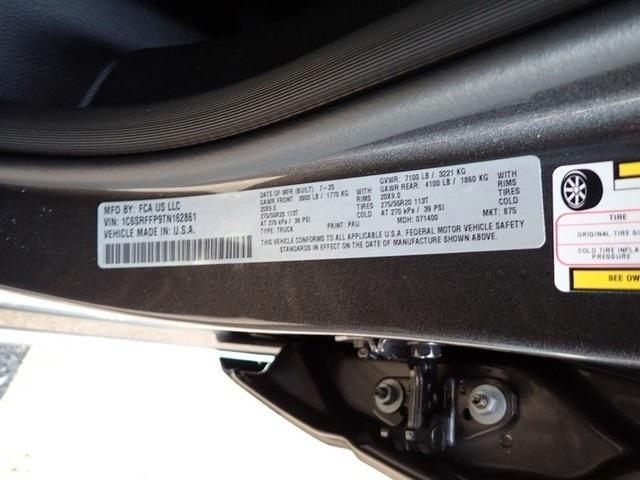 MFD BY: FCA US LLC
VIN: 1C6SRFFP9TN162861
VEHICLE MADE IN: U.S.A.
DATE OF MFR (BUILT): 7-25
GAWR FRONT: 3900 LB / 1770 KG WITH
20X9.0 RIMS
275/55R20 113T TIRES
AT 270 kPa / 39 PSI COLD
TYPE: TRUCK PAINT: PAU
GVWR: 7100 LB / 3221 KG
GAWR REAR: 4100 LB / 1860 KG WITH
20X9.0 RIMS
275/55R20 113T TIRES
AT 270 kPa / 39 PSI COLD
MDH: 071400 MKT: 875
THIS VEHICLE CONFORMS TO ALL APPLICABLE U.S.A. FEDERAL MOTOR VEHICLE SAFETY
STANDARDS IN EFFECT ON THE DATE OF MFR SHOWN ABOVE.
TIRE
ORIGINAL TIRE SI
COLD TIRE INFLA
PRESSURE
SEE OW